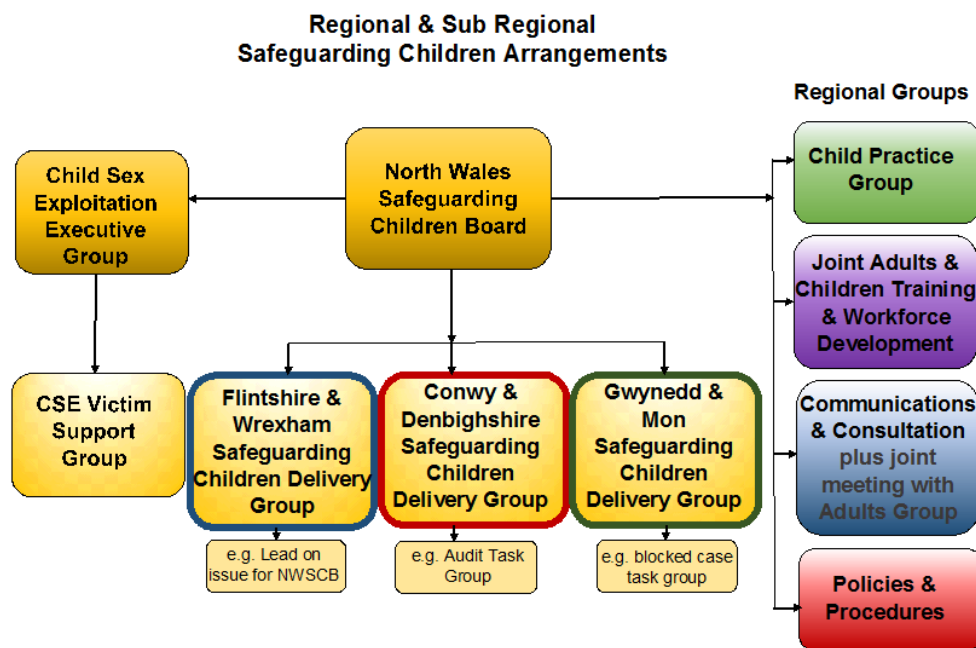 Regional & Sub Regional
Safeguarding Children Arrangements
Regional Groups
Child Sex
Exploitation
Executive
Group
North Wales
Safeguarding
Children Board
Child Practice
Group
Joint Adults &
Children Training
& Workforce
Development
CSE Victim
Support
Group
Flintshire &
Wrexham
Safeguarding
Children Delivery
Group
Conwy &
Denbighshire
Safeguarding
Children
Delivery Group
Gwynedd &
Mon
Safeguarding
Children
Delivery Group
Communications
& Consultation
plus joint
meeting with
Adults Group
e.g. Lead on
issue for NWSCB
e.g. Audit Task
Group
e.g. blocked case
task group
Policies &
Procedures